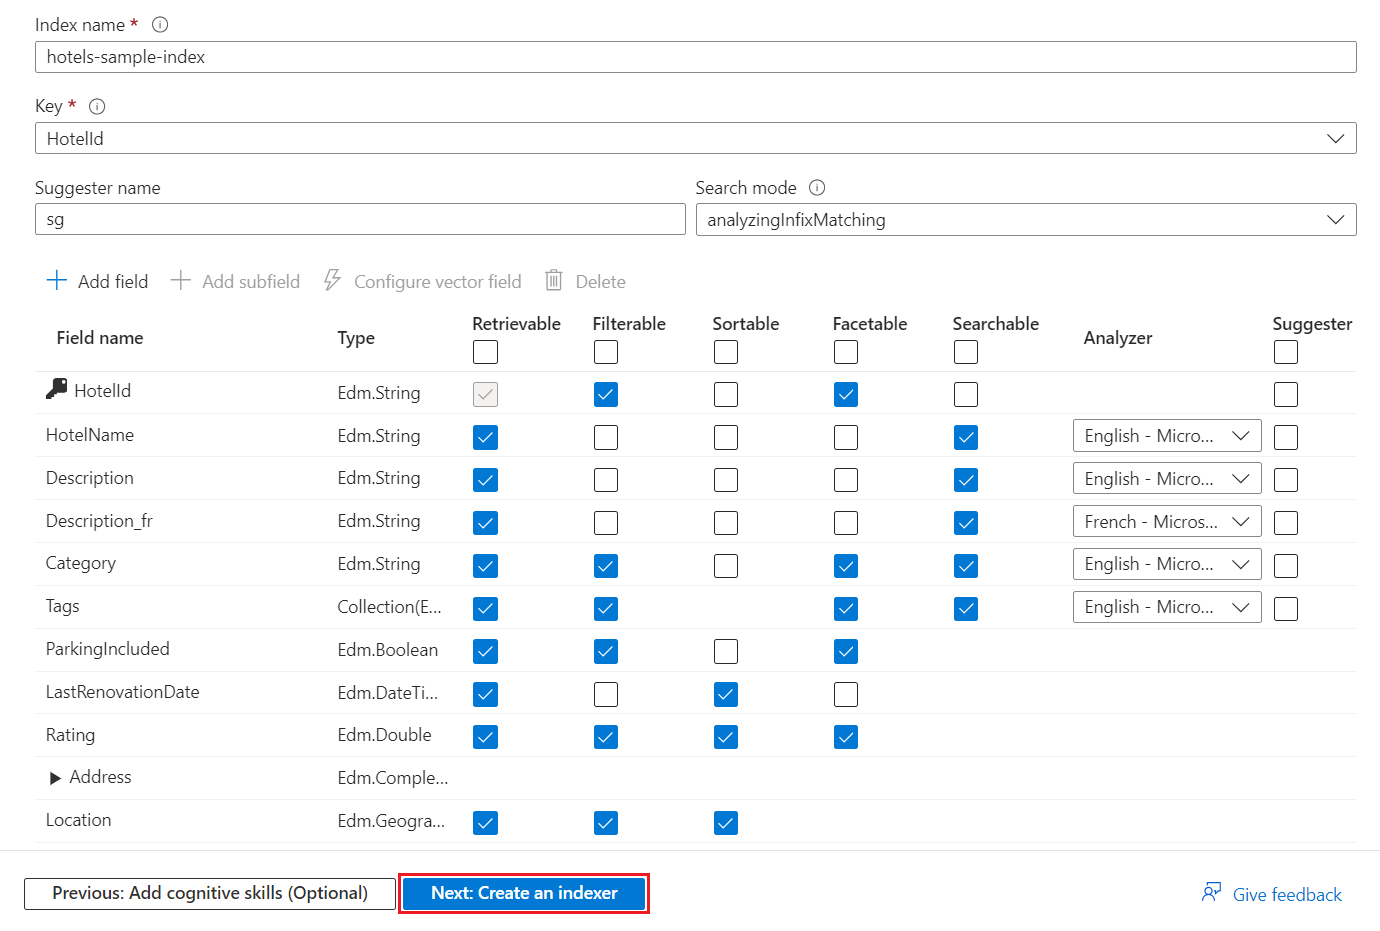 Index name *
hotels-sample-index
Key *
HotelId
Suggester name Search mode
sg analyzingInfixMatching
Add field Add subfield Configure vector field Delete
Field name Type Retrievable Filterable Sortable Facetable Searchable Analyzer Suggester
HotelId Edm.String
HotelName Edm.String English - Micro...
Description Edm.String English - Micro...
Description_fr Edm.String French - Micros...
Category Edm.String English - Micro...
Tags Collection(E... English - Micro...
ParkingIncluded Edm.Boolean
LastRenovationDate Edm.DateTi...
Rating Edm.Double
Address Edm.Comple...
Location Edm.Geogra...
Previous: Add cognitive skills (Optional) Next: Create an indexer Give feedback